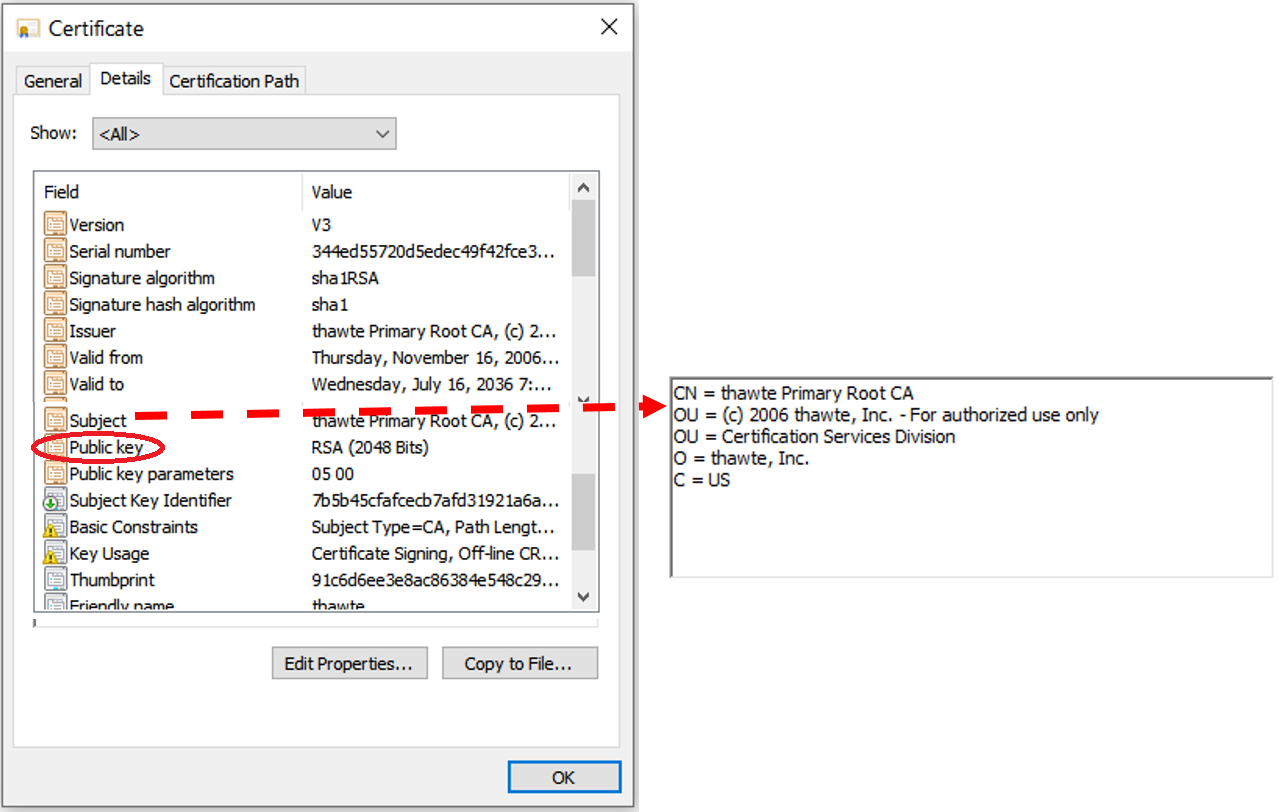 Certificate
General Details Certification Path
Show: <All>
Field Value
Version V3
Serial number 344ed55720d5edec49f42fce3...
Signature algorithm sha1RSA
Signature hash algorithm sha1
Issuer thawte Primary Root CA, (c) 2...
Valid from Thursday, November 16, 2006...
Valid to Wednesday, July 16, 2036 7:...
Subject thawte Primary Root CA, (c) 2...
Public key RSA (2048 Bits)
Public key parameters 05 00
Subject Key Identifier 7b5b45cfafcecb7afd31921a6a...
Basic Constraints Subject Type=CA, Path Lengt...
Key Usage Certificate Signing, Off-line CR...
Thumbprint 91c6d6ee3e8ac86384e548c29...
Friendly name thawte
Edit Properties... Copy to File...
OK
CN = thawte Primary Root CA
OU = (c) 2006 thawte, Inc. - For authorized use only
OU = Certification Services Division
O = thawte, Inc.
C = US